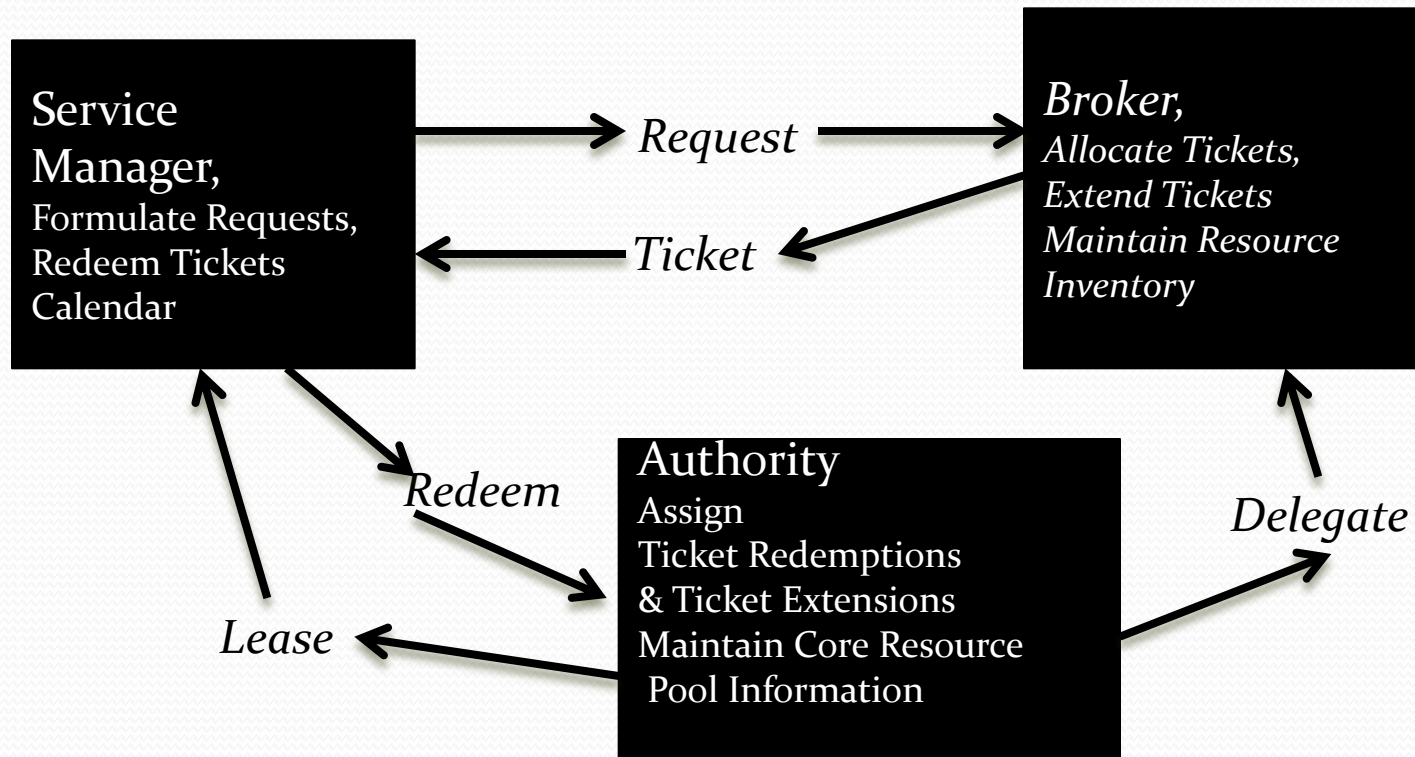 Service
Manager,
Formulate Requests,
Redeem Tickets
Calendar
Request
Ticket
Broker,
Allocate Tickets,
Extend Tickets
Maintain Resource
Inventory
Redeem
Lease
Authority
Assign
Ticket Redemptions
& Ticket Extensions
Maintain Core Resource
Pool Information
Delegate